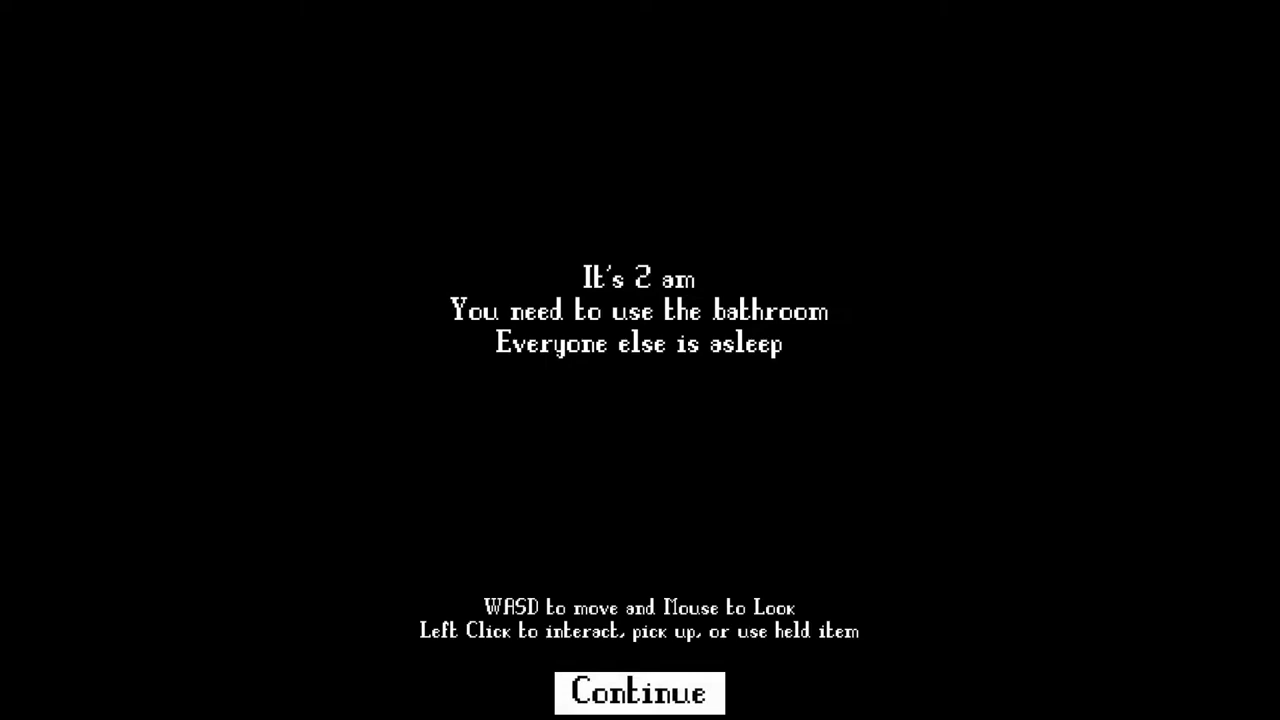 It's 2 am
You need to use the bathroom
Everyone else is asleep
WASD to move and Mouse to Look
Left Click to interact, pick up, or use held item
Continue